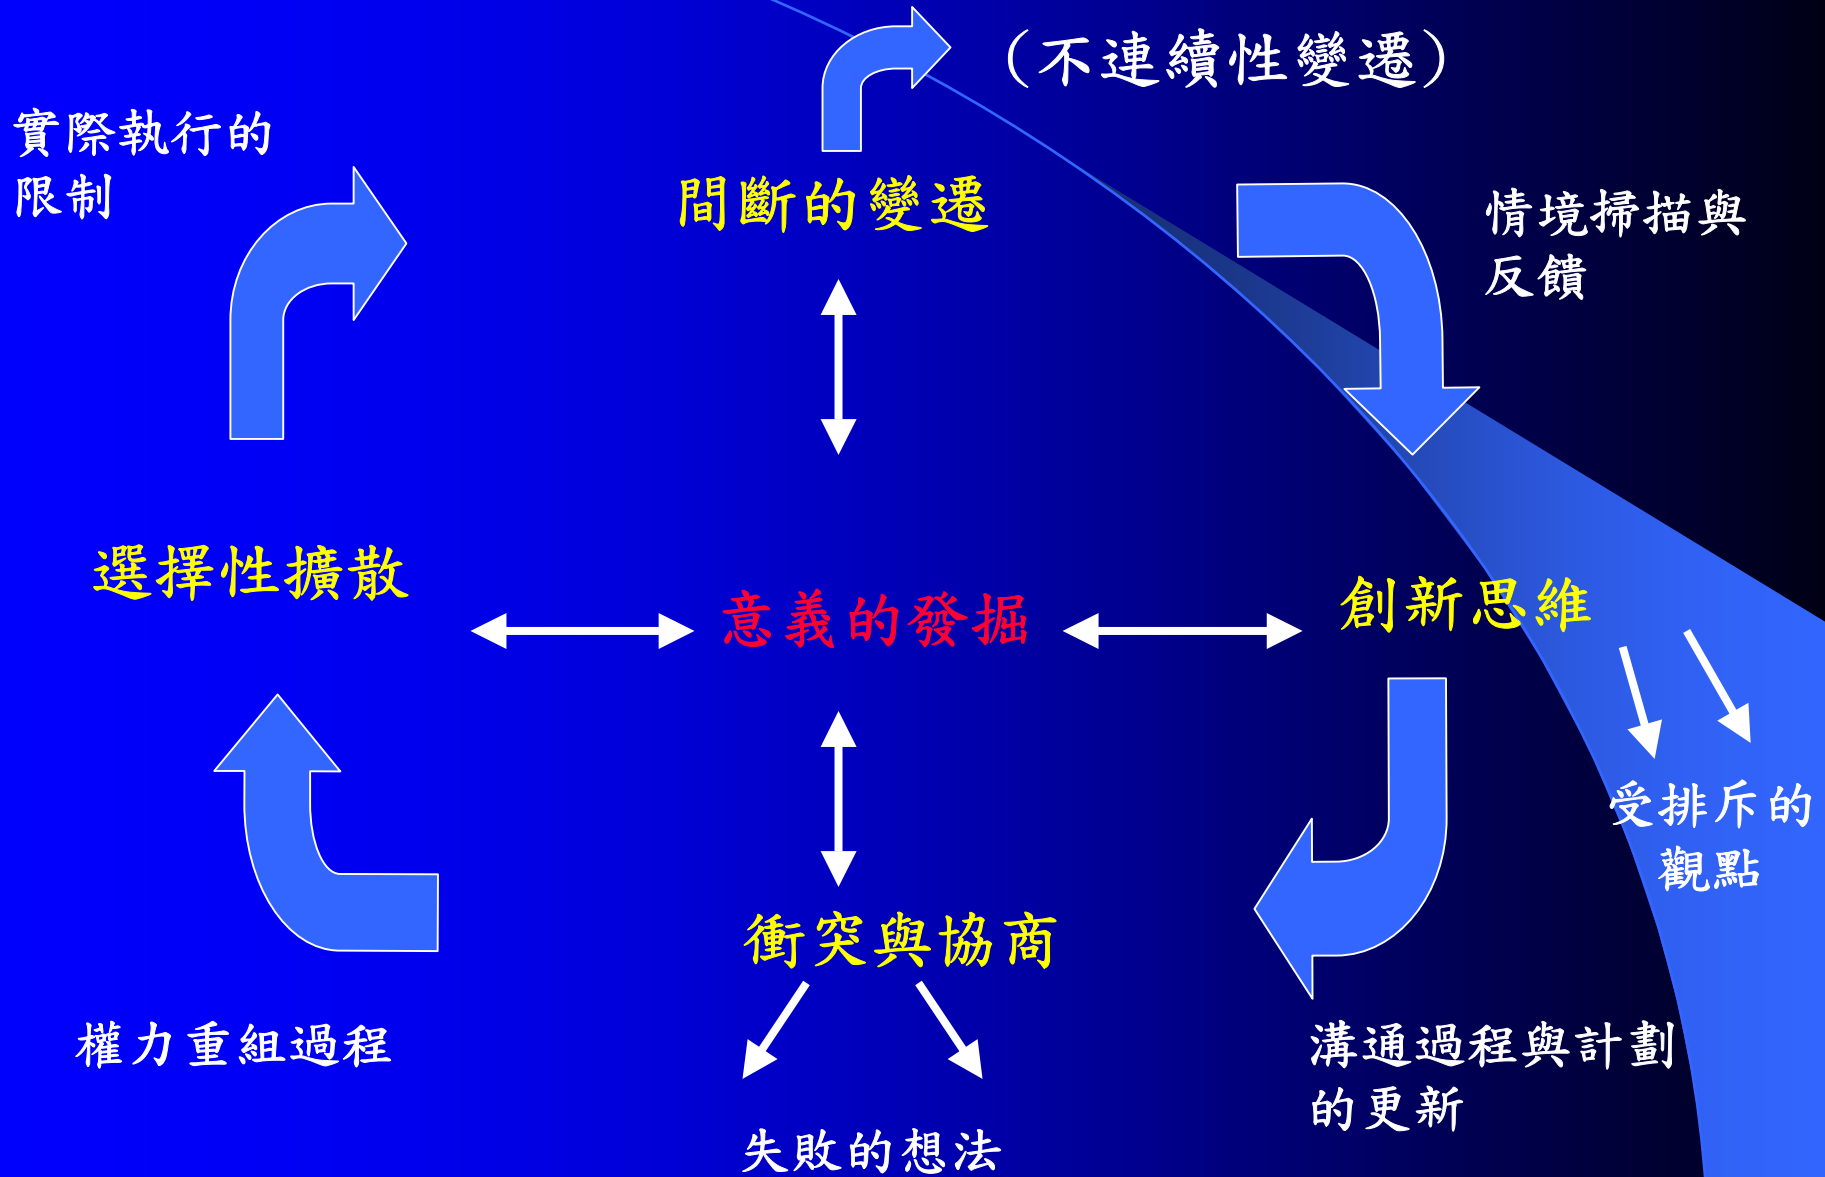 （不連續性變遷）
實際執行的
限制
間斷的變遷
情境掃描與
反饋
選擇性擴散
意義的發掘
創新思維
受排斥的
觀點
衝突與協商
權力重組過程
溝通過程與計劃
的更新
失敗的想法